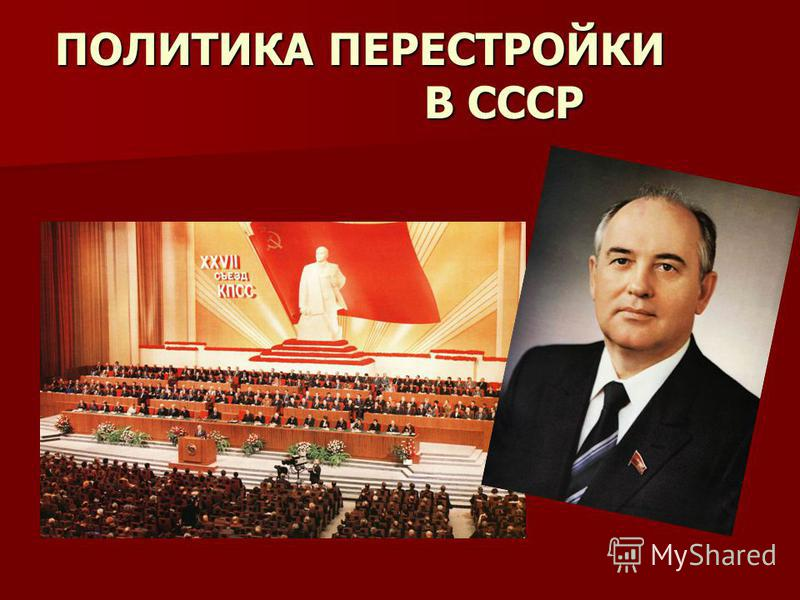 ПОЛИТИКА ПЕРЕСТРОЙКИ
В СССР
XXVII
СЪЕЗД
КПСС
MyShared